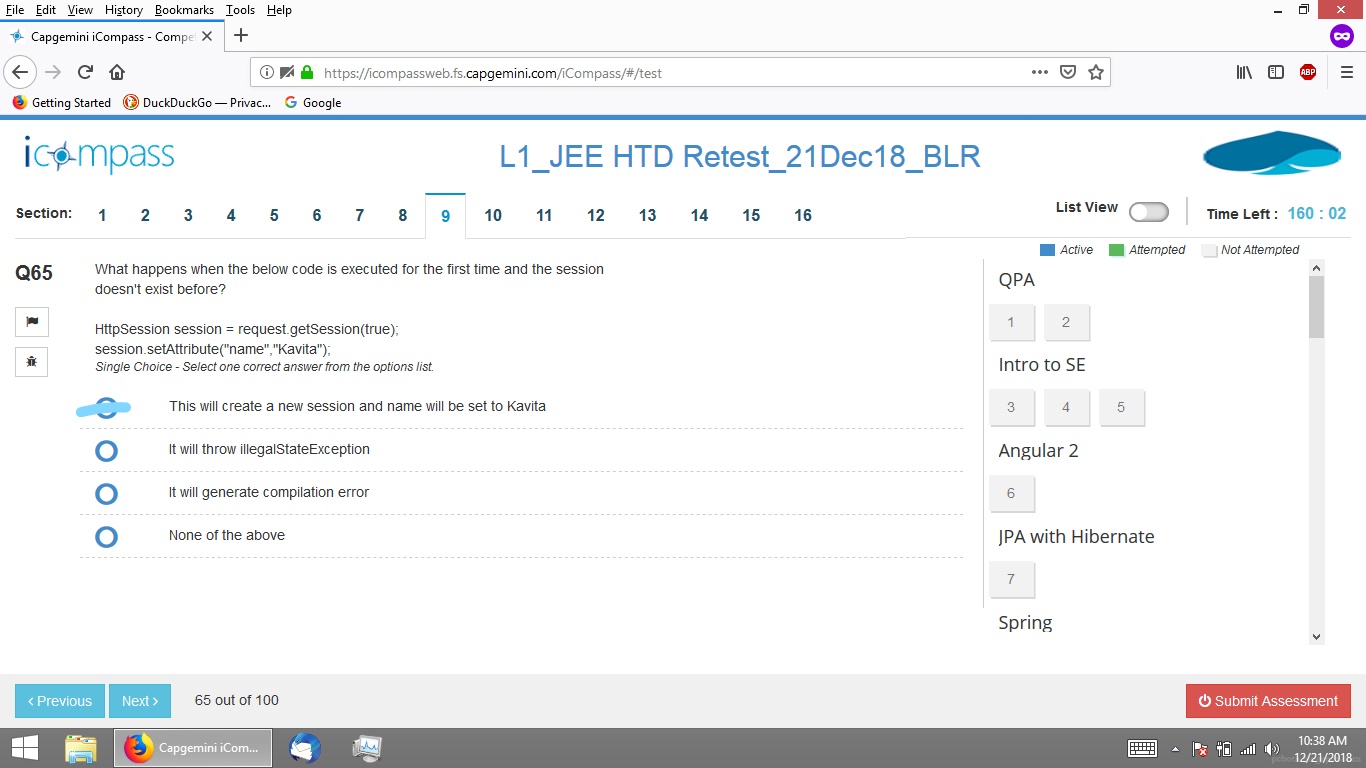 File Edit View History Bookmarks Tools Help
Capgemini iCompass - Compe
https://icompassweb.fs.capgemini.com/iCompass/#/test
ABP
Getting Started DuckDuckGo — Privac... Google
icompass
L1_JEE HTD Retest_21Dec18_BLR
Section: 1 2 3 4 5 6 7 8 9 10 11 12 13 14 15 16
List View
Time Left : 160 : 02
Active Attempted Not Attempted
Q65
What happens when the below code is executed for the first time and the session
doesn't exist before?
HttpSession session = request.getSession(true);
session.setAttribute("name","Kavita");
Single Choice - Select one correct answer from the options list.
This will create a new session and name will be set to Kavita
It will throw illegalStateException
It will generate compilation error
None of the above
QPA
1 2
Intro to SE
3 4 5
Angular 2
6
JPA with Hibernate
7
Spring
< Previous Next > 65 out of 100
Submit Assessment
Capgemini iCom...
10:38 AM
12/21/2018